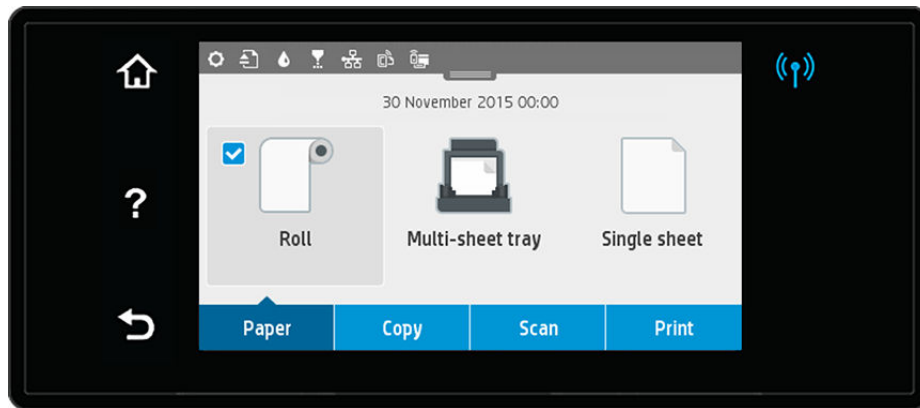 30 November 2015 00:00
Roll
Multi-sheet tray
Single sheet
?
Paper
Copy
Scan
Print